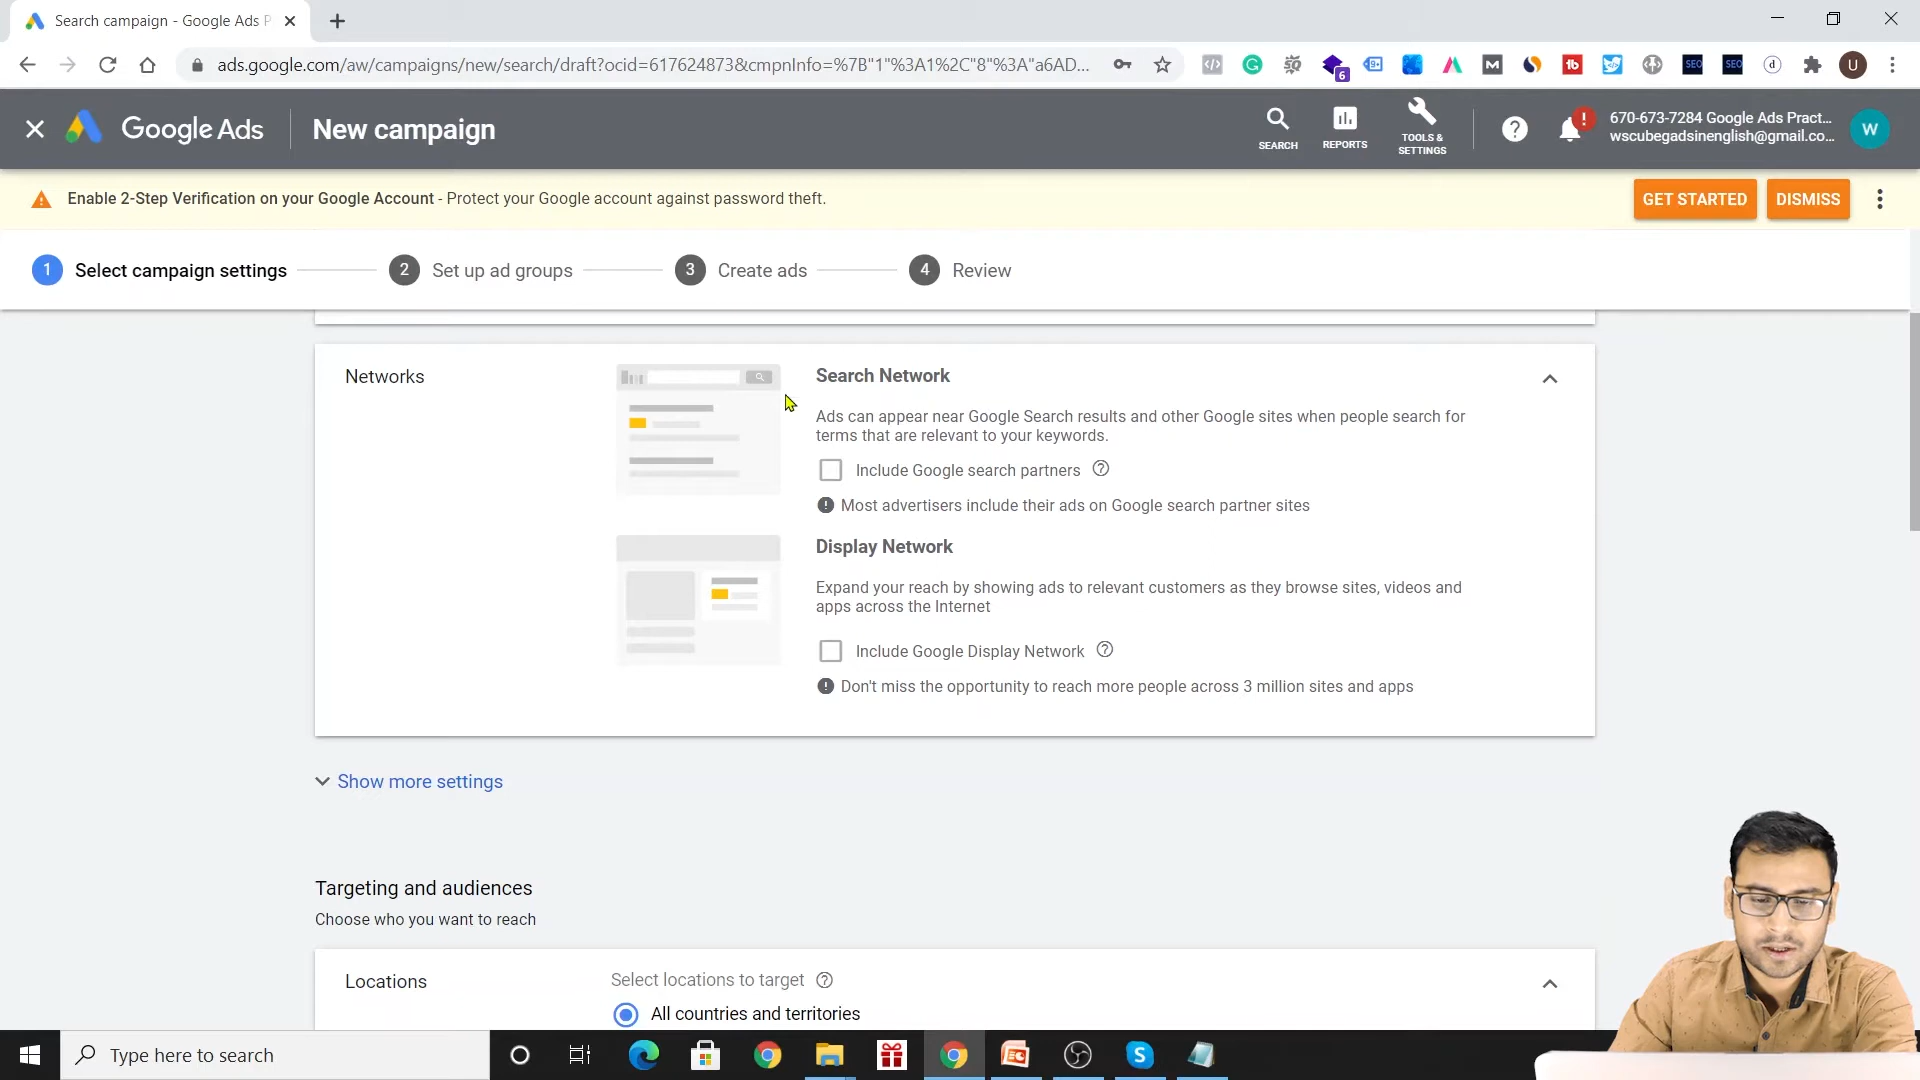 Search campaign - Google Ads P
ads.google.com/aw/campaigns/new/search/draft?ocid=617624873&cmpnInfo=%7B"1"%3A1%2C"8"%3A"a6AD...
6
SEO
SEO
U
Google Ads
New campaign
SEARCH
REPORTS
TOOLS &
SETTINGS
670-673-7284 Google Ads Pract...
wscubegadsinenglish@gmail.co...
W
Enable 2-Step Verification on your Google Account - Protect your Google account against password theft.
GET STARTED
DISMISS
1 Select campaign settings
2 Set up ad groups
3 Create ads
4 Review
Networks
Search Network
Ads can appear near Google Search results and other Google sites when people search for
terms that are relevant to your keywords.
Include Google search partners
Most advertisers include their ads on Google search partner sites
Display Network
Expand your reach by showing ads to relevant customers as they browse sites, videos and
apps across the Internet
Include Google Display Network
Don't miss the opportunity to reach more people across 3 million sites and apps
Show more settings
Targeting and audiences
Choose who you want to reach
Locations
Select locations to target
All countries and territories
Type here to search